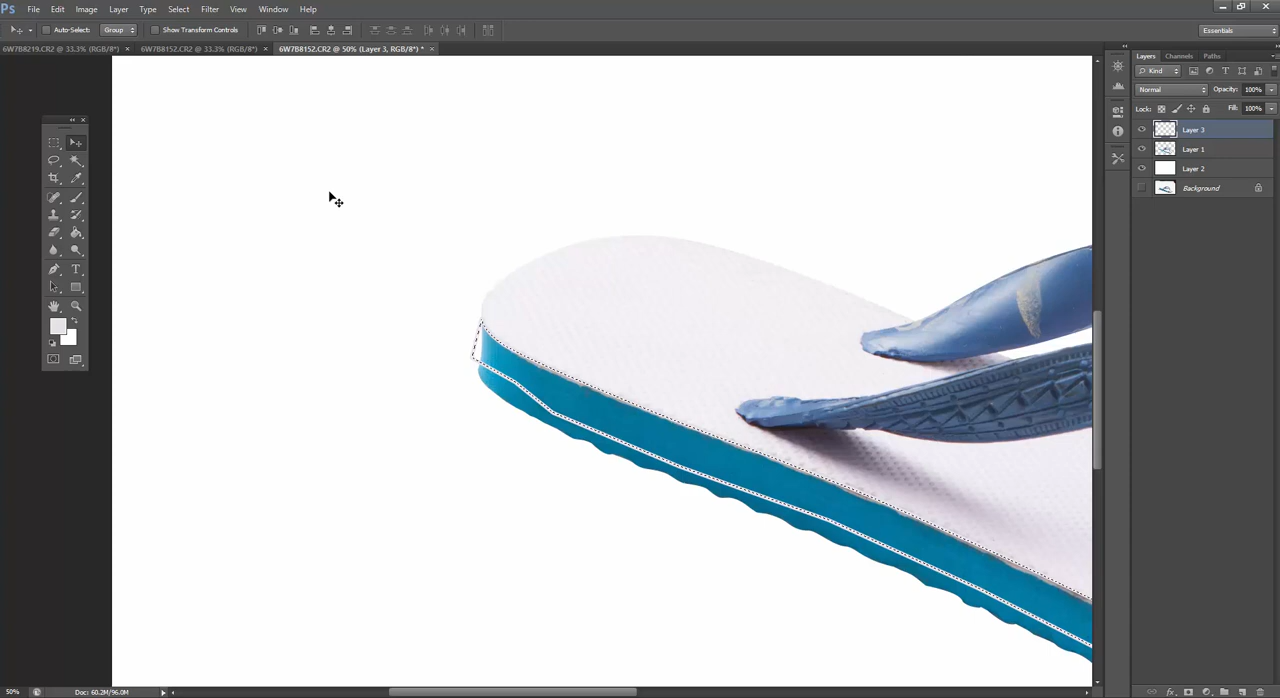 Ps File Edit Image Layer Type Select Filter View Window Help
Auto-Select: Group Show Transform Controls Essentials
6W7B8219.CR2 @ 33.3% (RGB/8*) × 6W7B8152.CR2 @ 33.3% (RGB/8*) × 6W7B8152.CR2 @ 50% (Layer 3, RGB/8*) * ×
Layers Channels Paths
Kind
Normal Opacity: 100%
Lock: Fill: 100%
Layer 3
Layer 1
Layer 2
Background
50% Doc: 60.2M/96.0M